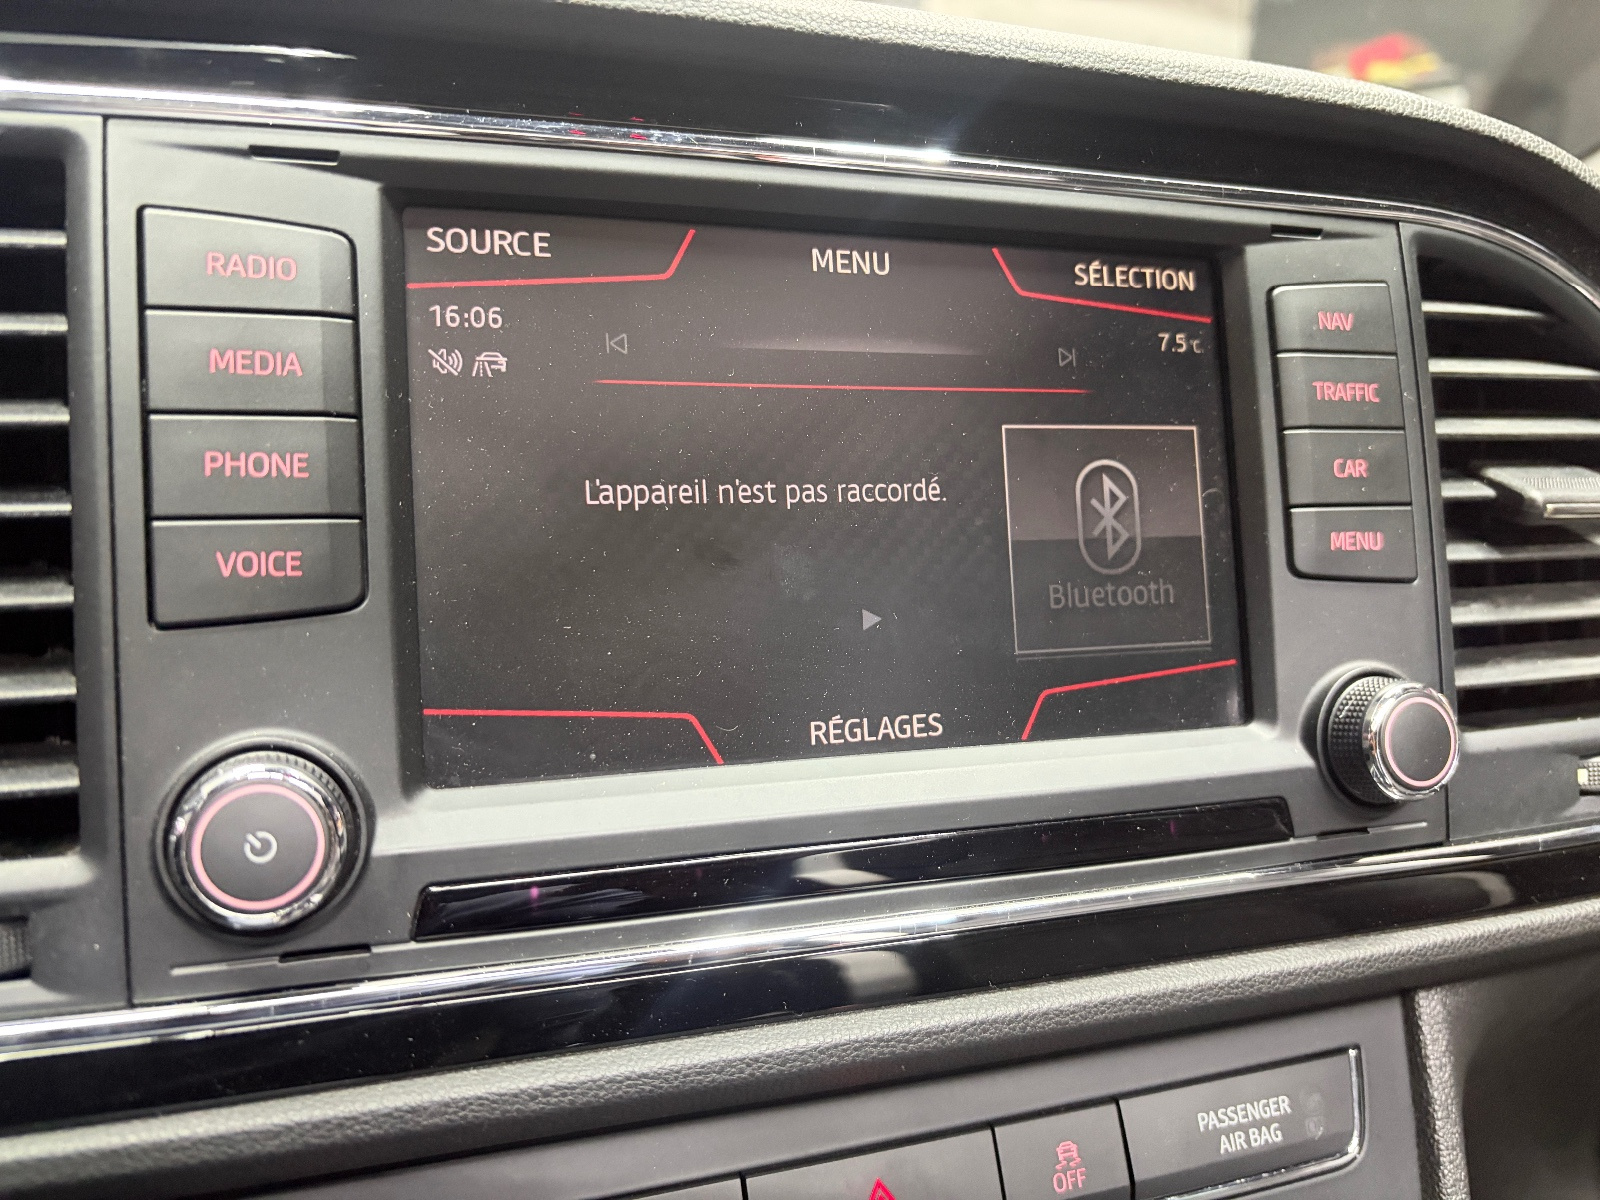 RADIO
MEDIA
PHONE
VOICE
SOURCE
MENU
SÉLECTION
16:06
7.5°C
L'appareil n'est pas raccordé.
Bluetooth
RÉGLAGES
NAV
TRAFFIC
CAR
MENU
OFF
PASSENGER
AIR BAG